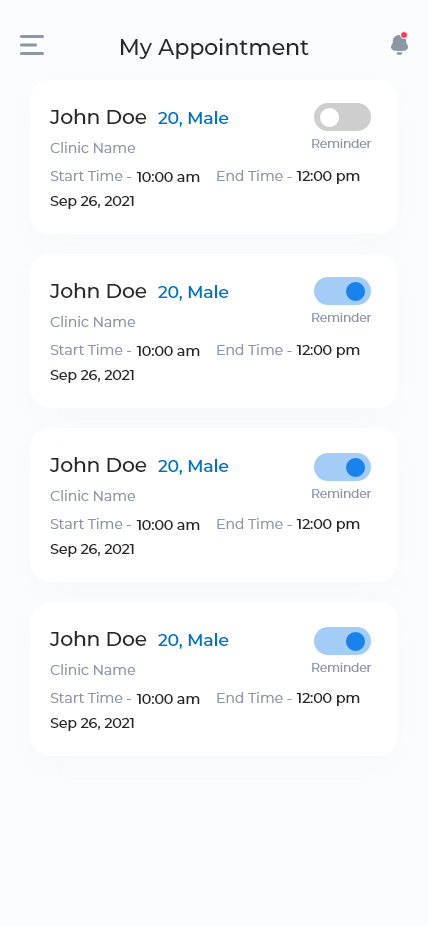 My Appointment
John Doe 20, Male
Reminder
Clinic Name
Start Time - 10:00 am End Time - 12:00 pm
Sep 26, 2021
John Doe 20, Male
Reminder
Clinic Name
Start Time - 10:00 am End Time - 12:00 pm
Sep 26, 2021
John Doe 20, Male
Reminder
Clinic Name
Start Time - 10:00 am End Time - 12:00 pm
Sep 26, 2021
John Doe 20, Male
Reminder
Clinic Name
Start Time - 10:00 am End Time - 12:00 pm
Sep 26, 2021